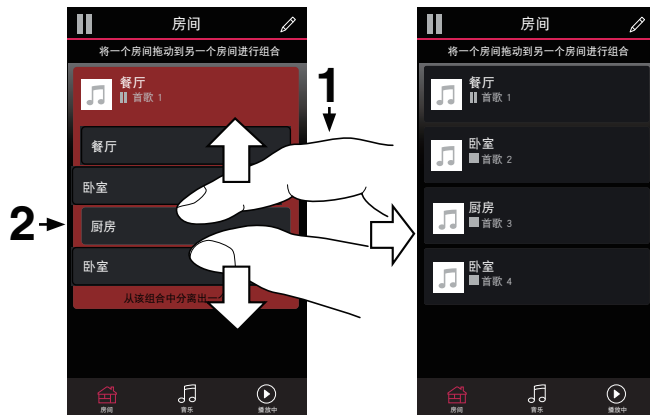 房间
将一个房间拖动到另一个房间进行组合
餐厅
首歌 1
餐厅
卧室
厨房
卧室
从该组合中分离出一
房间
音乐
播放中
1
2
房间
将一个房间拖动到另一个房间进行组合
餐厅
首歌 1
卧室
首歌 2
厨房
首歌 3
卧室
首歌 4
房间
音乐
播放中